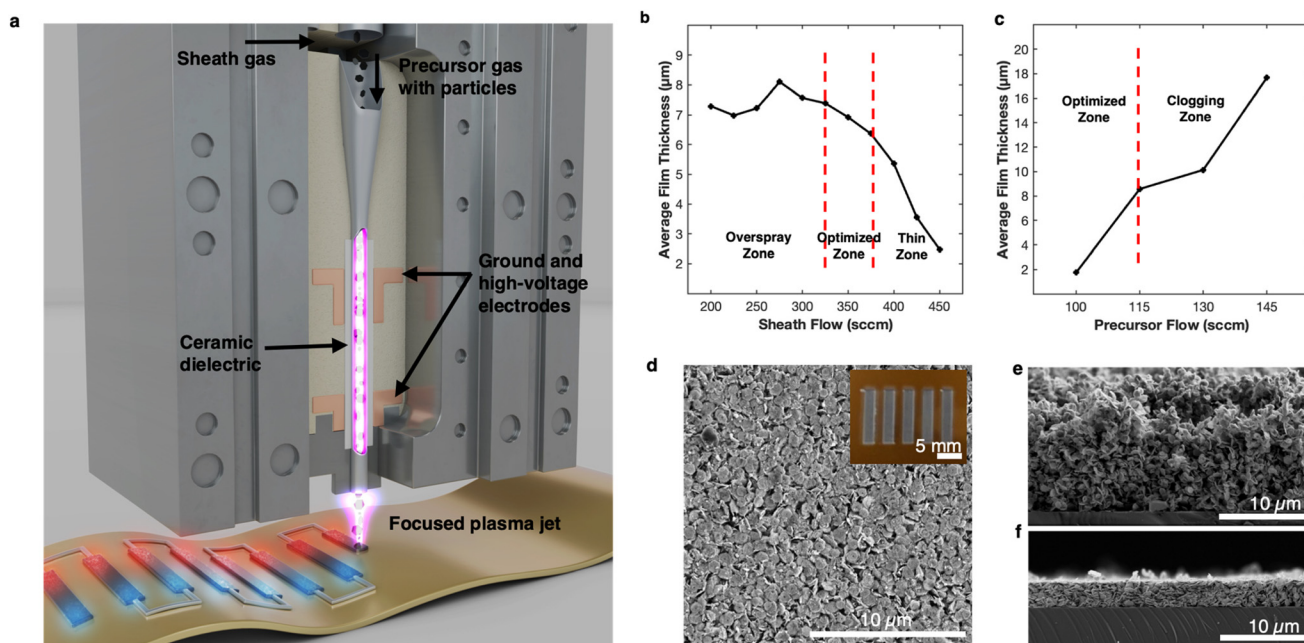 a
Sheath gas
Precursor gas
with particles
Ground and
high-voltage
electrodes
Ceramic
dielectric
Focused plasma jet
b
Average Film Thickness (µm)
9
8
7
6
5
4
3
2
Overspray
Zone
Optimized
Zone
Thin
Zone
200
250
300
350
400
450
Sheath Flow (sccm)
c
Average Film Thickness (µm)
20
18
16
14
12
10
8
6
4
2
Optimized
Zone
Clogging
Zone
100
115
130
145
Precursor Flow (sccm)
d
5 mm
10 µm
e
10 µm
f
10 µm